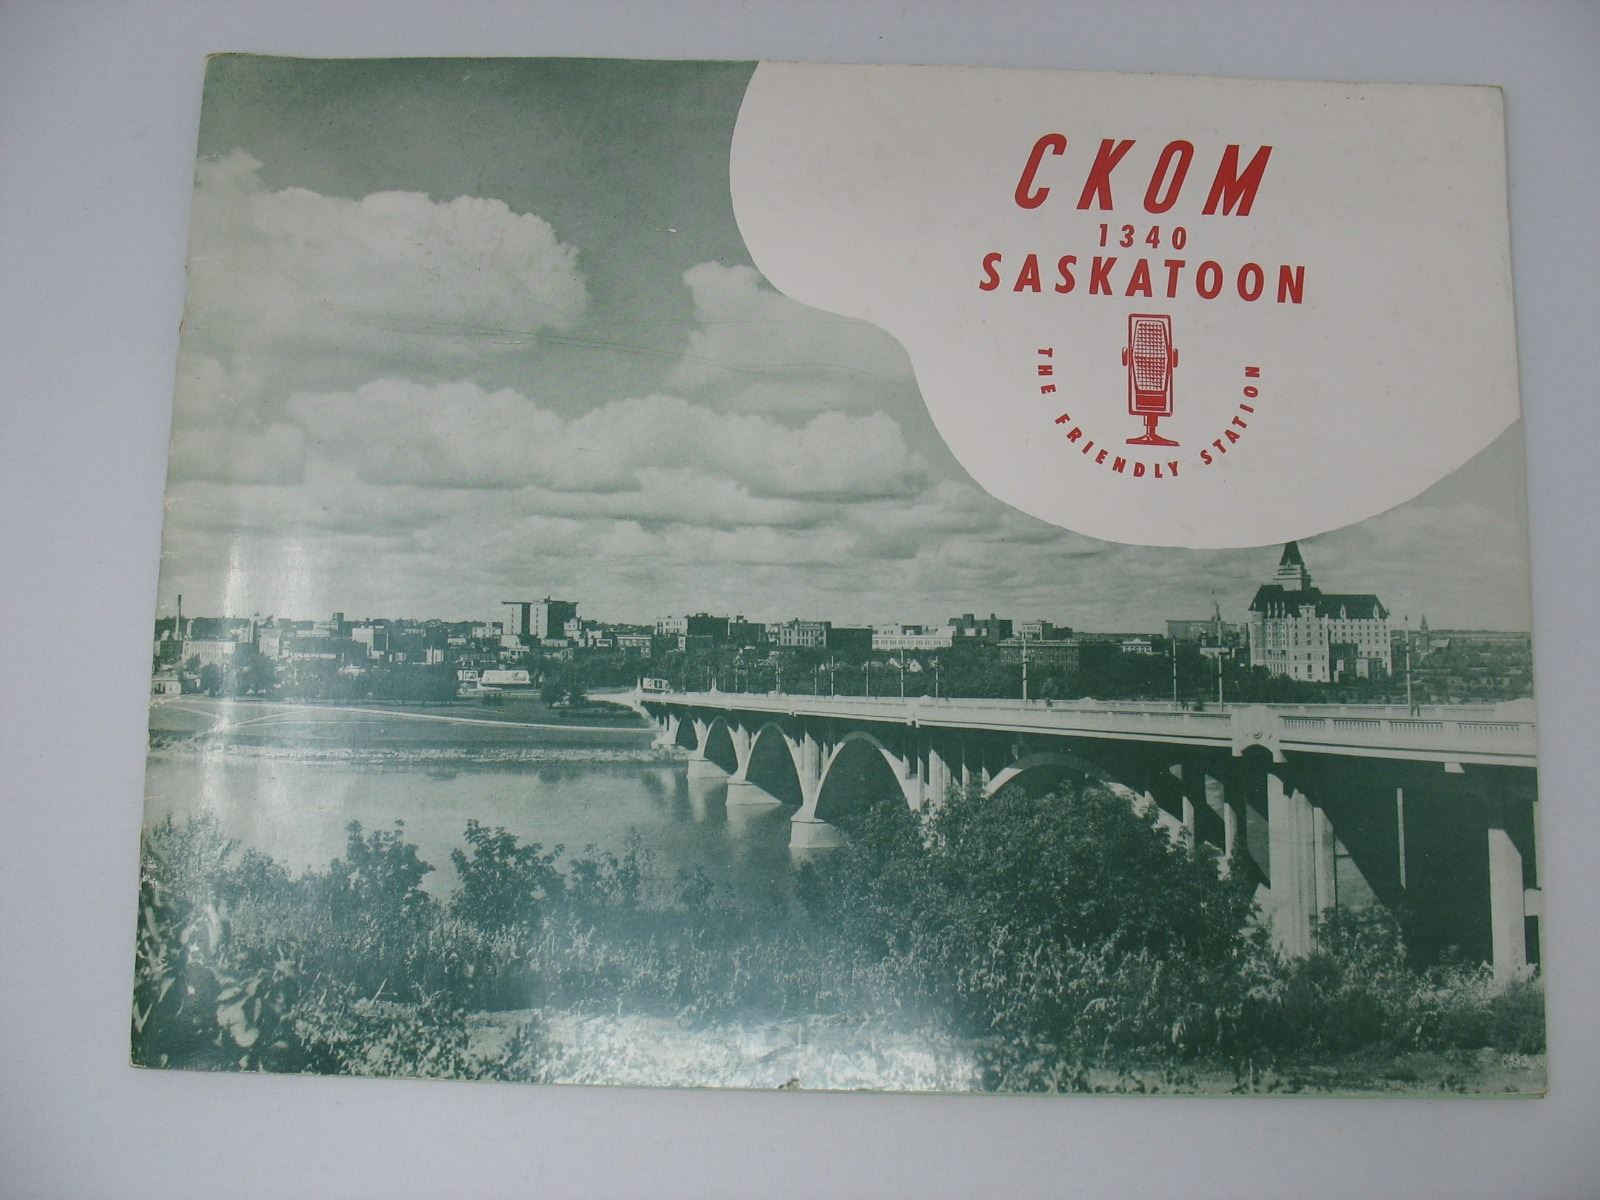 CKOM
1340
SASKATOON
THE FRIENDLY STATION